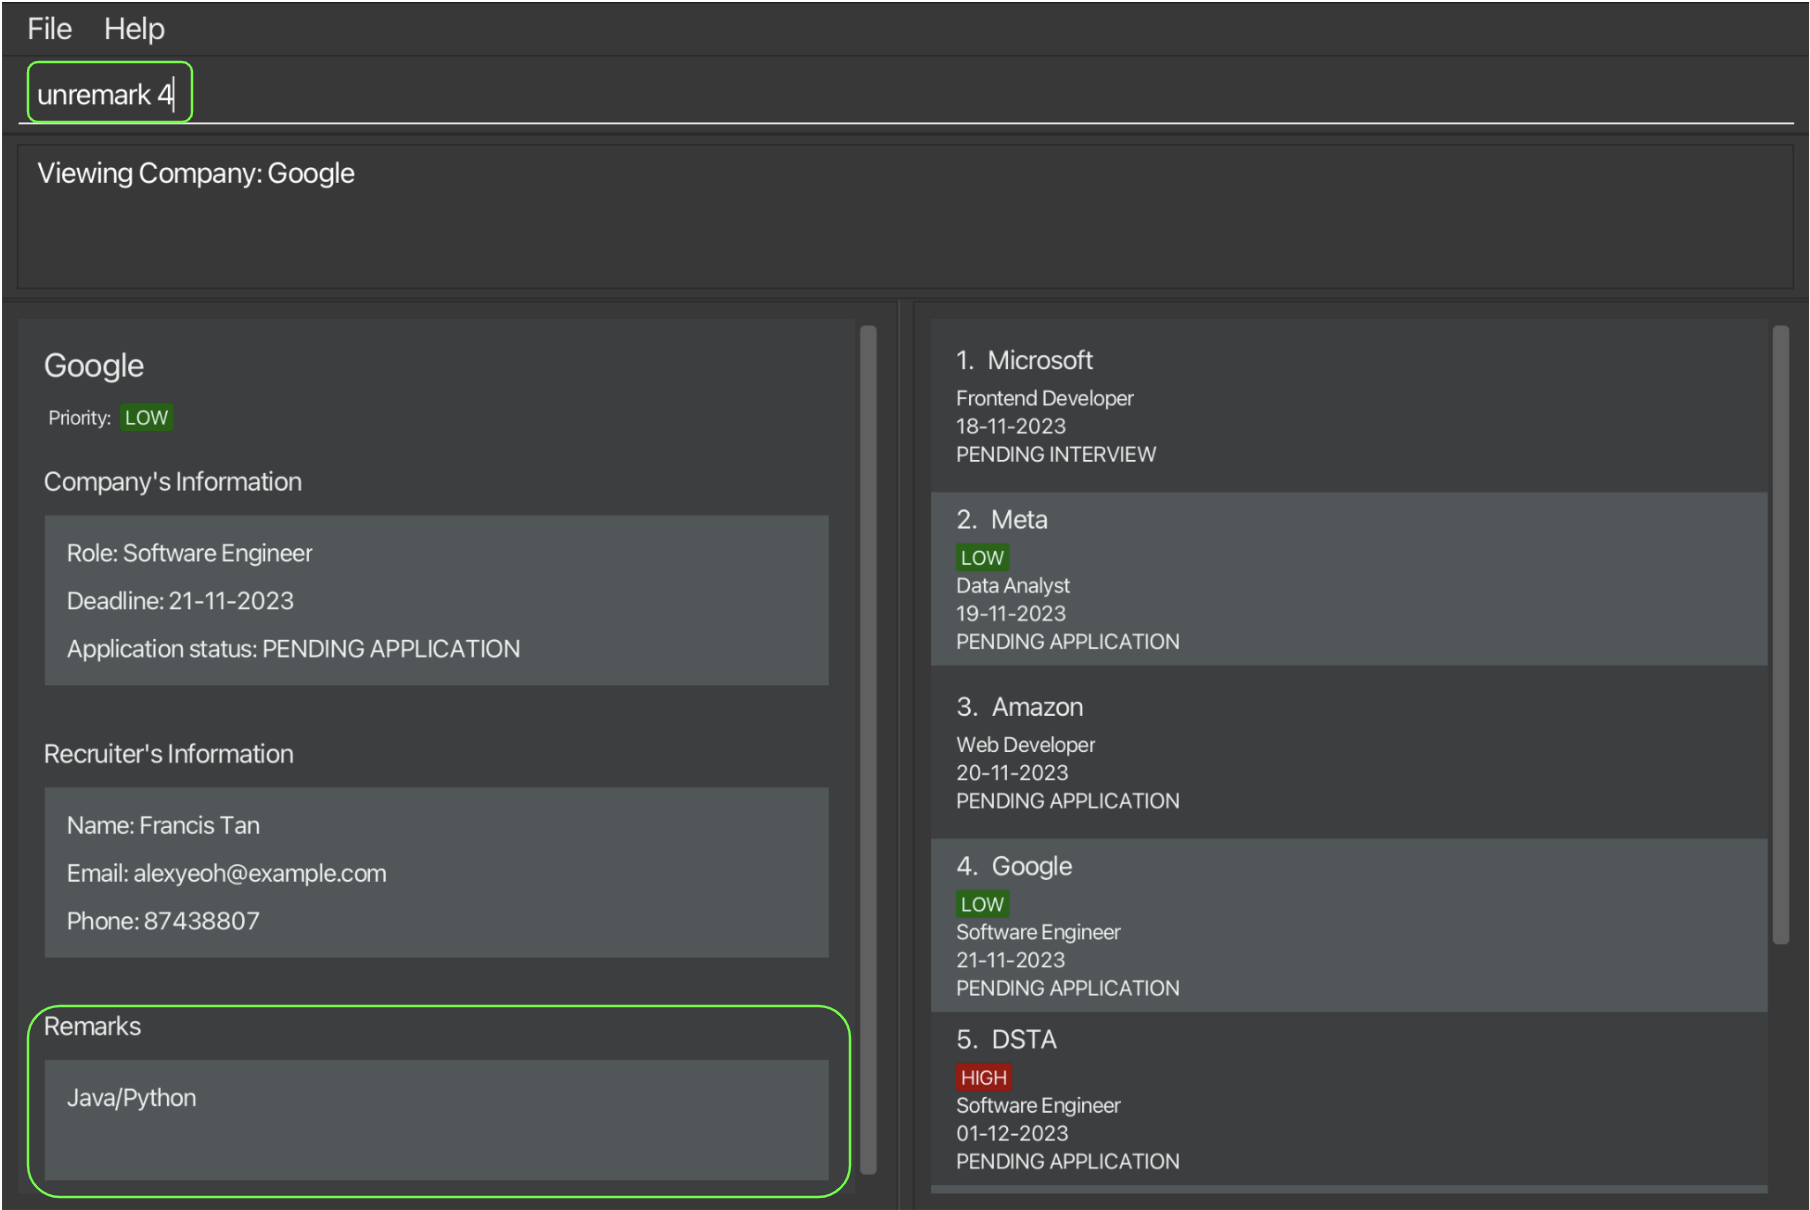 File Help
unremark 4
Viewing Company: Google
Google
Priority: LOW
Company's Information
Role: Software Engineer
Deadline: 21-11-2023
Application status: PENDING APPLICATION
Recruiter's Information
Name: Francis Tan
Email: alexyeoh@example.com
Phone: 87438807
Remarks
Java/Python
1. Microsoft
Frontend Developer
18-11-2023
PENDING INTERVIEW
2. Meta
LOW
Data Analyst
19-11-2023
PENDING APPLICATION
3. Amazon
Web Developer
20-11-2023
PENDING APPLICATION
4. Google
LOW
Software Engineer
21-11-2023
PENDING APPLICATION
5. DSTA
HIGH
Software Engineer
01-12-2023
PENDING APPLICATION